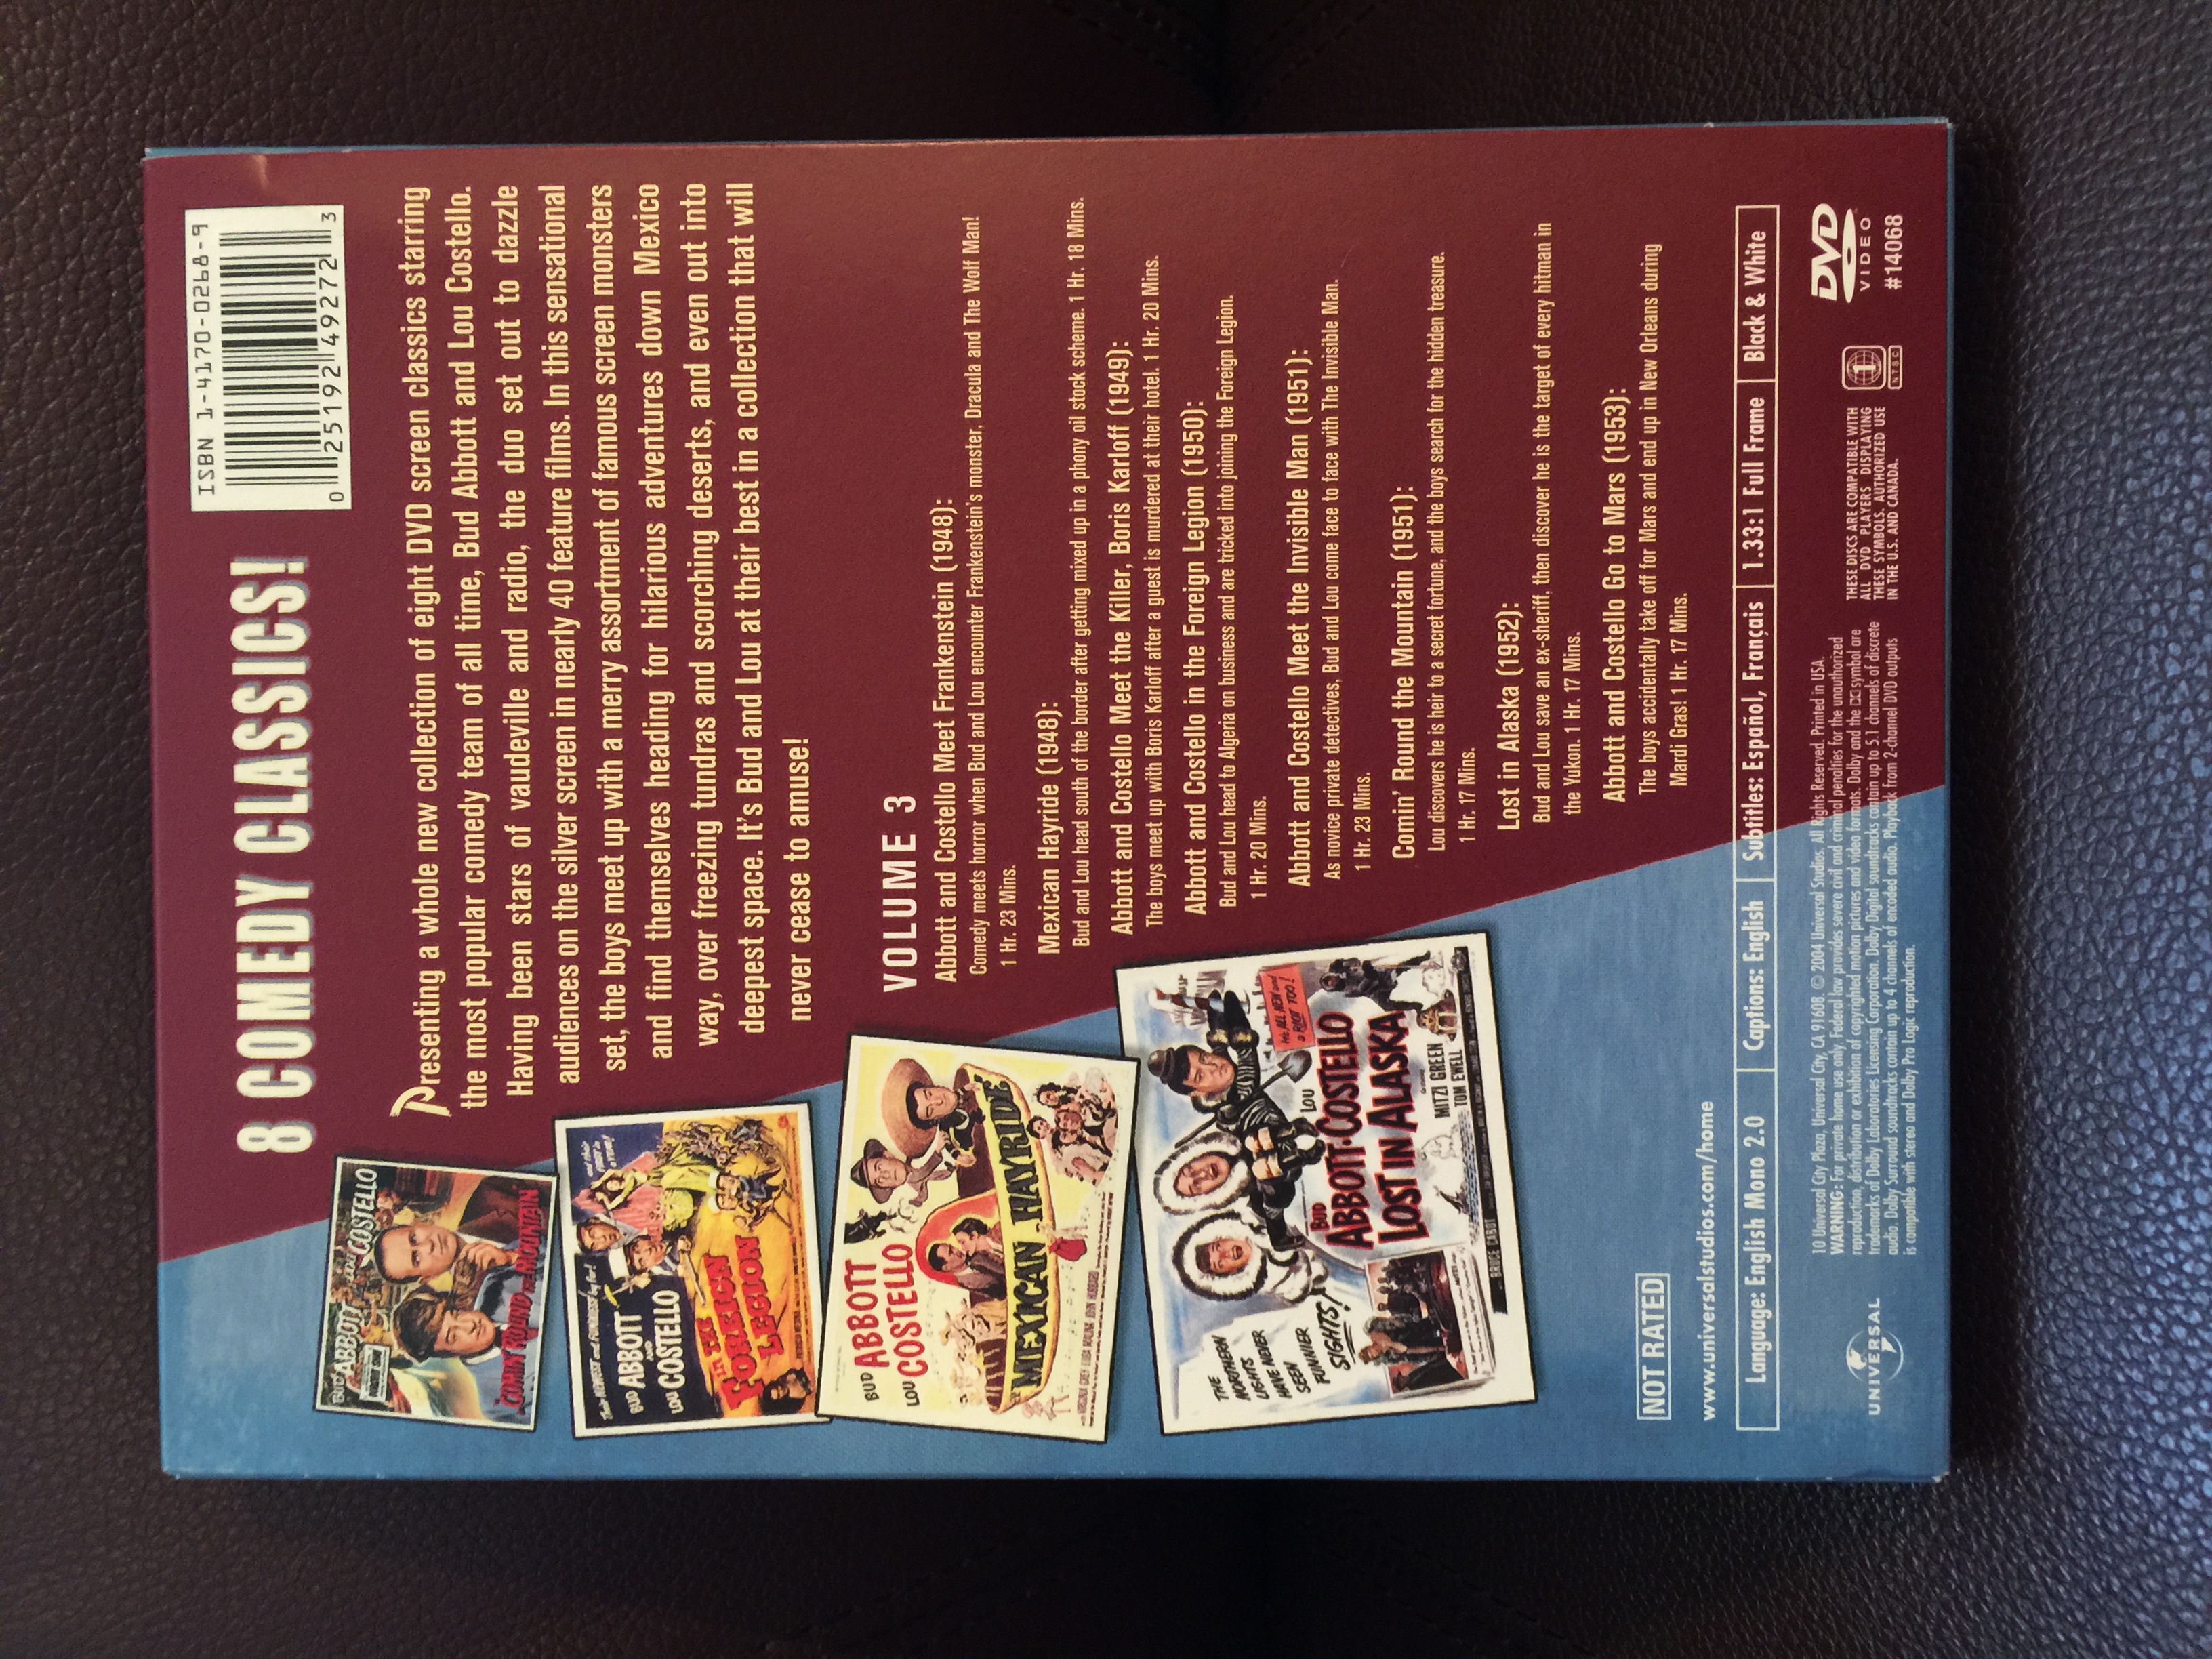 ISBN 1-4170-0268-9
8 COMEDY CLASSICS!
0 25192 49272 3
BUD ABBOTT LOU COSTELLO
COMIN' ROUND THE MOUNTAIN
Their NEWEST and FUNNIEST by far!
and their FIRST in a YEAR!
BUD ABBOTT
AND
LOU COSTELLO
IN THE
FOREIGN
LEGION
PATRICIA MEDINA
BUD ABBOTT
LOU COSTELLO
MEXICAN HAYRIDE
with VIRGINIA GREY · LUBA MALINA · JOHN HUBBARD
THE
NORTHERN
LIGHTS
HAVE NEVER
SEEN
FUNNIER
SIGHTS!
It's ALL NEW and
a RIOT TOO!
BUD LOU
ABBOTT · COSTELLO
LOST IN ALASKA
MITZI GREEN
TOM EWELL
BRUCE CABOT
Presenting a whole new collection of eight DVD screen classics starring
the most popular comedy team of all time, Bud Abbott and Lou Costello.
Having been stars of vaudeville and radio, the duo set out to dazzle
audiences on the silver screen in nearly 40 feature films. In this sensational
set, the boys meet up with a merry assortment of famous screen monsters
and find themselves heading for hilarious adventures down Mexico
way, over freezing tundras and scorching deserts, and even out into
deepest space. It's Bud and Lou at their best in a collection that will
never cease to amuse!
VOLUME 3
Abbott and Costello Meet Frankenstein (1948):
Comedy meets horror when Bud and Lou encounter Frankenstein's monster, Dracula and The Wolf Man!
1 Hr. 23 Mins.
Mexican Hayride (1948):
Bud and Lou head south of the border after getting mixed up in a phony oil stock scheme. 1 Hr. 18 Mins.
Abbott and Costello Meet the Killer, Boris Karloff (1949):
The boys meet up with Boris Karloff after a guest is murdered at their hotel. 1 Hr. 20 Mins.
Abbott and Costello in the Foreign Legion (1950):
Bud and Lou head to Algeria on business and are tricked into joining the Foreign Legion.
1 Hr. 20 Mins.
Abbott and Costello Meet the Invisible Man (1951):
As novice private detectives, Bud and Lou come face to face with The Invisible Man.
1 Hr. 23 Mins.
Comin' Round the Mountain (1951):
Lou discovers he is heir to a secret fortune, and the boys search for the hidden treasure.
1 Hr. 17 Mins.
Lost in Alaska (1952):
Bud and Lou save an ex-sheriff, then discover he is the target of every hitman in
the Yukon. 1 Hr. 17 Mins.
Abbott and Costello Go to Mars (1953):
The boys accidentally take off for Mars and end up in New Orleans during
Mardi Gras! 1 Hr. 17 Mins.
NOT RATED
www.universalstudios.com/home
Language: English Mono 2.0 Captions: English Subtitles: Español, Français 1.33:1 Full Frame Black & White
UNIVERSAL
10 Universal City Plaza, Universal City, CA 91608. © 2004 Universal Studios. All Rights Reserved. Printed in USA.
WARNING: For private home use only. Federal law provides severe civil and criminal penalties for the unauthorized
reproduction, distribution or exhibition of copyrighted motion pictures and video formats. Dolby and the symbol are
trademarks of Dolby Laboratories Licensing Corporation. Dolby Digital soundtracks contain up to 5.1 channels of discrete
audio. Dolby Surround soundtracks contain up to 4 channels of encoded audio. Playback from 2-channel DVD outputs
is compatible with stereo and Dolby Pro Logic reproduction.
THESE DISCS ARE COMPATIBLE WITH
ALL DVD PLAYERS DISPLAYING
THESE SYMBOLS. AUTHORIZED USE
IN THE U.S. AND CANADA.
1
NTSC
DVD
VIDEO
#14068